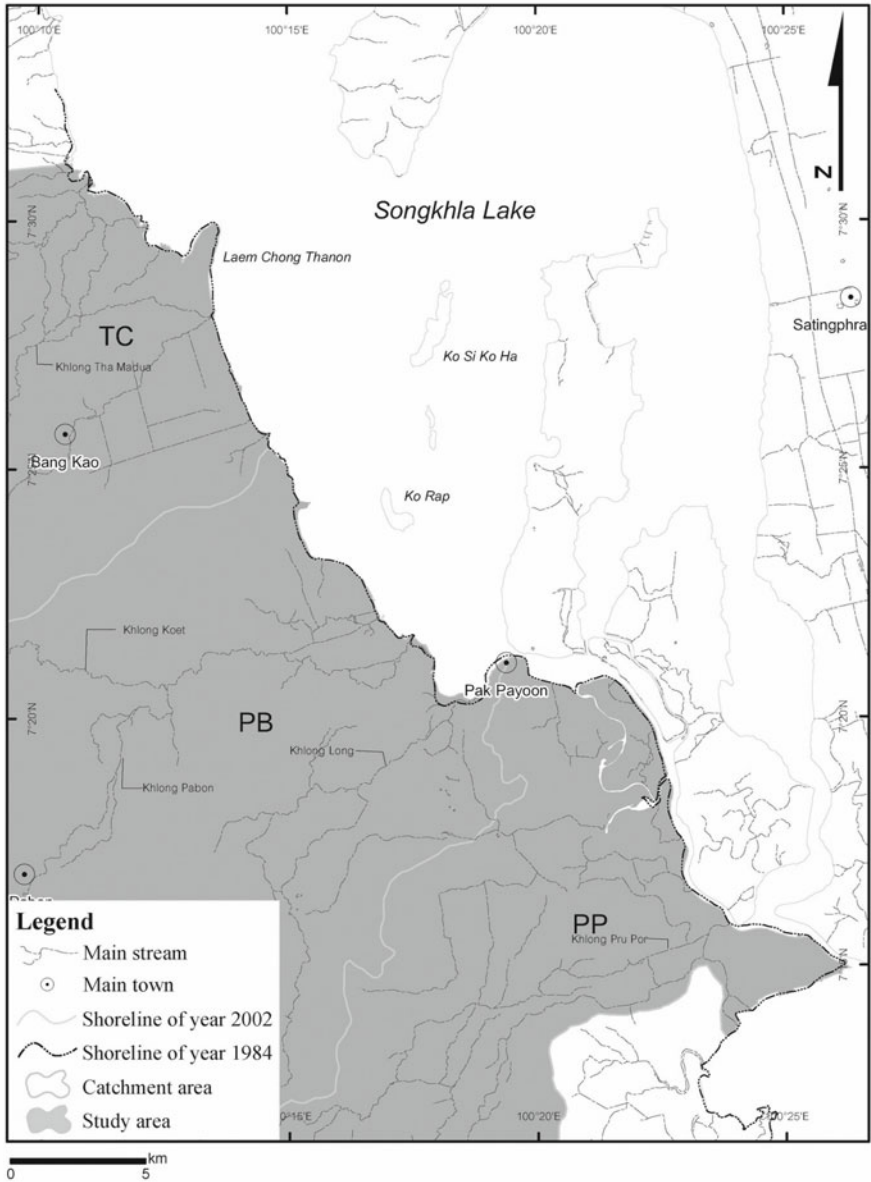 100°10'E
100°15'E
100°20'E
100°25'E
N
Songkhla Lake
7°30'N
7°30'N
Laem Chong Thanon
Satingphra
TC
Ko Si Ko Ha
Khlong Tha Madua
Bang Kao
7°25'N
7°25'N
Ko Rap
Khlong Koet
Pak Payoon
PB
7°20'N
7°20'N
Khlong Long
Khlong Pabon
Legend
PP
Khlong Pru Por
Main stream
Main town
Shoreline of year 2002
Shoreline of year 1984
Catchment area
Study area
100°20'E
100°25'E
km
0
5